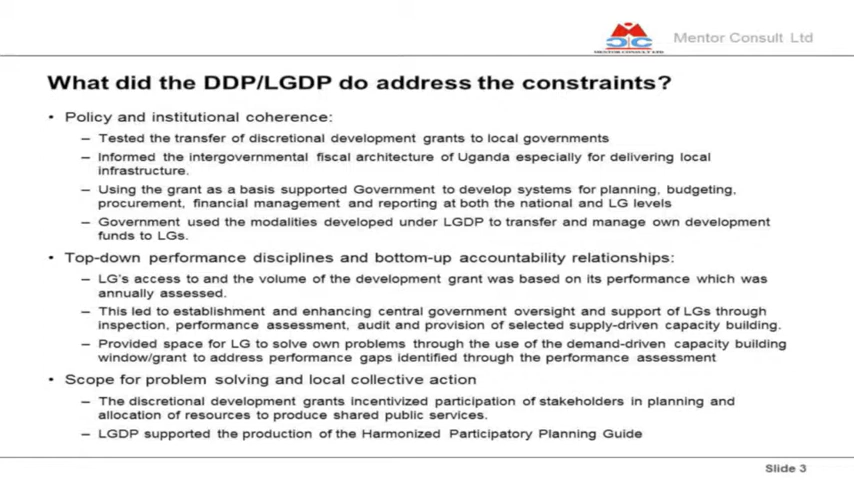 MENTOR CONSULT LTD
Mentor Consult Ltd
What did the DDP/LGDP do address the constraints?
• Policy and institutional coherence:
– Tested the transfer of discretional development grants to local governments
– Informed the intergovernmental fiscal architecture of Uganda especially for delivering local
infrastructure.
– Using the grant as a basis supported Government to develop systems for planning, budgeting,
procurement, financial management and reporting at both the national and LG levels
– Government used the modalities developed under LGDP to transfer and manage own development
funds to LGs.
• Top-down performance disciplines and bottom-up accountability relationships:
– LG's access to and the volume of the development grant was based on its performance which was
annually assessed.
– This led to establishment and enhancing central government oversight and support of LGs through
inspection, performance assessment, audit and provision of selected supply-driven capacity building.
– Provided space for LG to solve own problems through the use of the demand-driven capacity building
window/grant to address performance gaps identified through the performance assessment
• Scope for problem solving and local collective action
– The discretional development grants incentivized participation of stakeholders in planning and
allocation of resources to produce shared public services.
– LGDP supported the production of the Harmonized Participatory Planning Guide
Slide 3